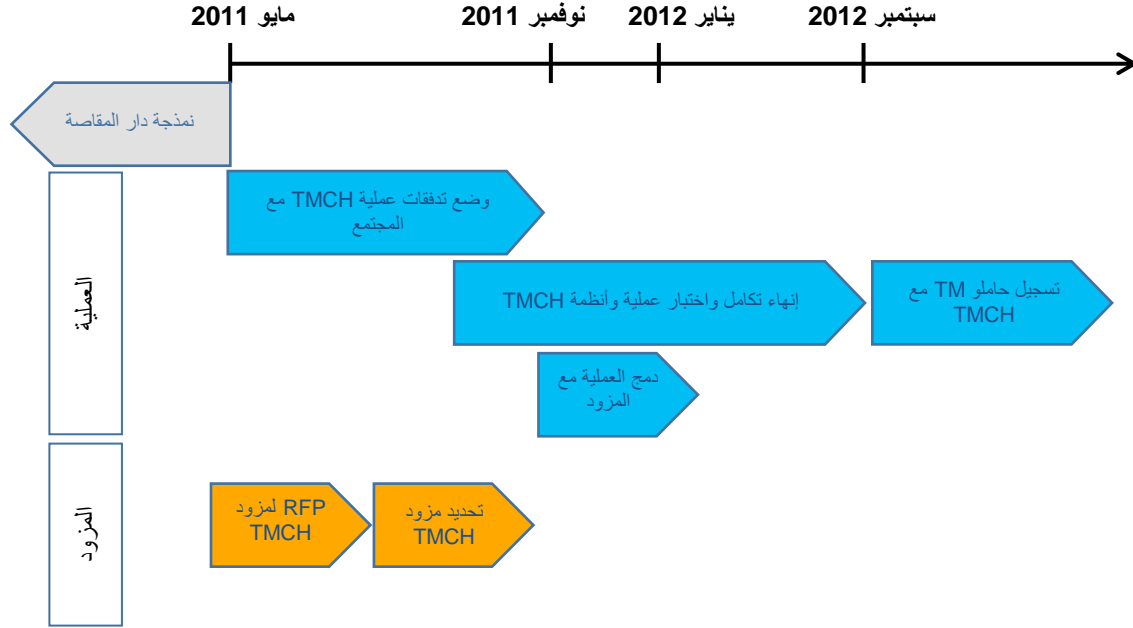 مايو 2011
نوفمبر 2011
يناير 2012
سبتمبر 2012
نمذجة دار المقاصة
العملية
وضع تدفقات عملية TMCH مع
المجتمع
إنهاء تكامل واختبار عملية وأنظمة TMCH
تسجيل حاملو TM مع
TMCH
دمج العملية مع
المزود
المزود
RFP لمزود
TMCH
تحديد مزود
TMCH